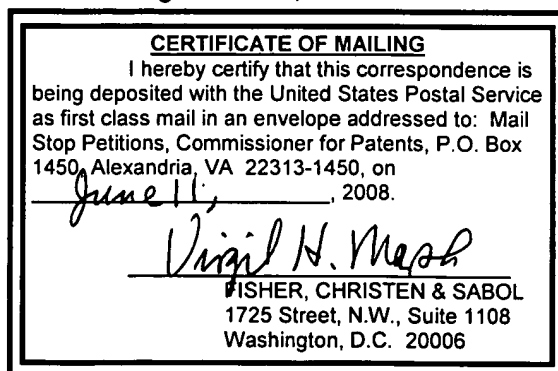 CERTIFICATE OF MAILING
I hereby certify that this correspondence is
being deposited with the United States Postal Service
as first class mail in an envelope addressed to: Mail
Stop Petitions, Commissioner for Patents, P.O. Box
1450, Alexandria, VA 22313-1450, on
June 11, , 2008.
Virgil H. Marsh
FISHER, CHRISTEN & SABOL
1725 Street, N.W., Suite 1108
Washington, D.C. 20006